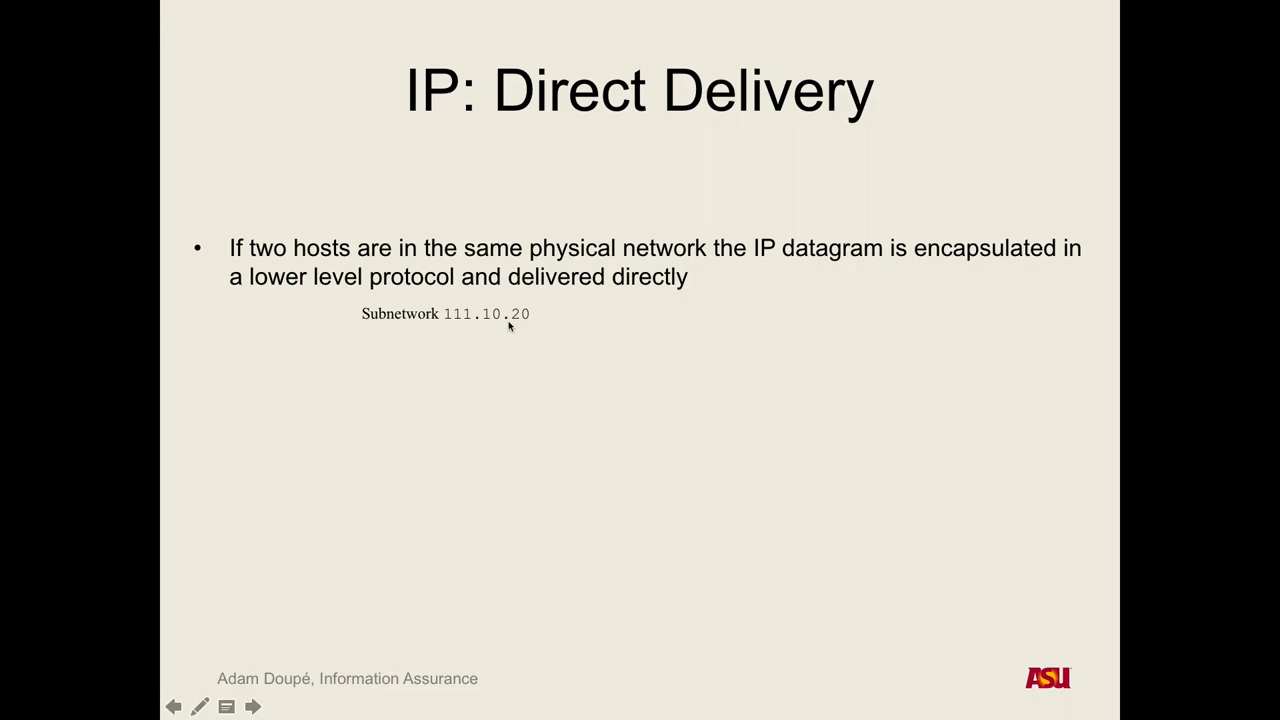 IP: Direct Delivery
• If two hosts are in the same physical network the IP datagram is encapsulated in
a lower level protocol and delivered directly
Subnetwork 111.10.20
Adam Doupé, Information Assurance
ASU